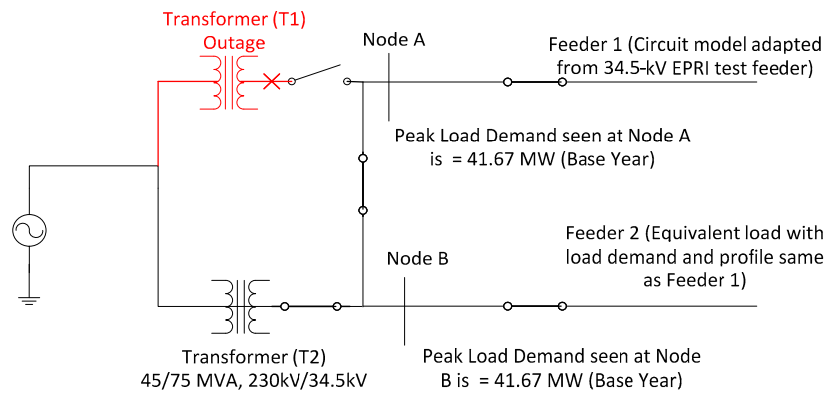 Transformer (T1)
Outage
Node A
Feeder 1 (Circuit model adapted
from 34.5-kV EPRI test feeder)
Peak Load Demand seen at Node A
is = 41.67 MW (Base Year)
Feeder 2 (Equivalent load with
load demand and profile same
as Feeder 1)
Node B
Transformer (T2)
45/75 MVA, 230kV/34.5kV
Peak Load Demand seen at Node
B is = 41.67 MW (Base Year)